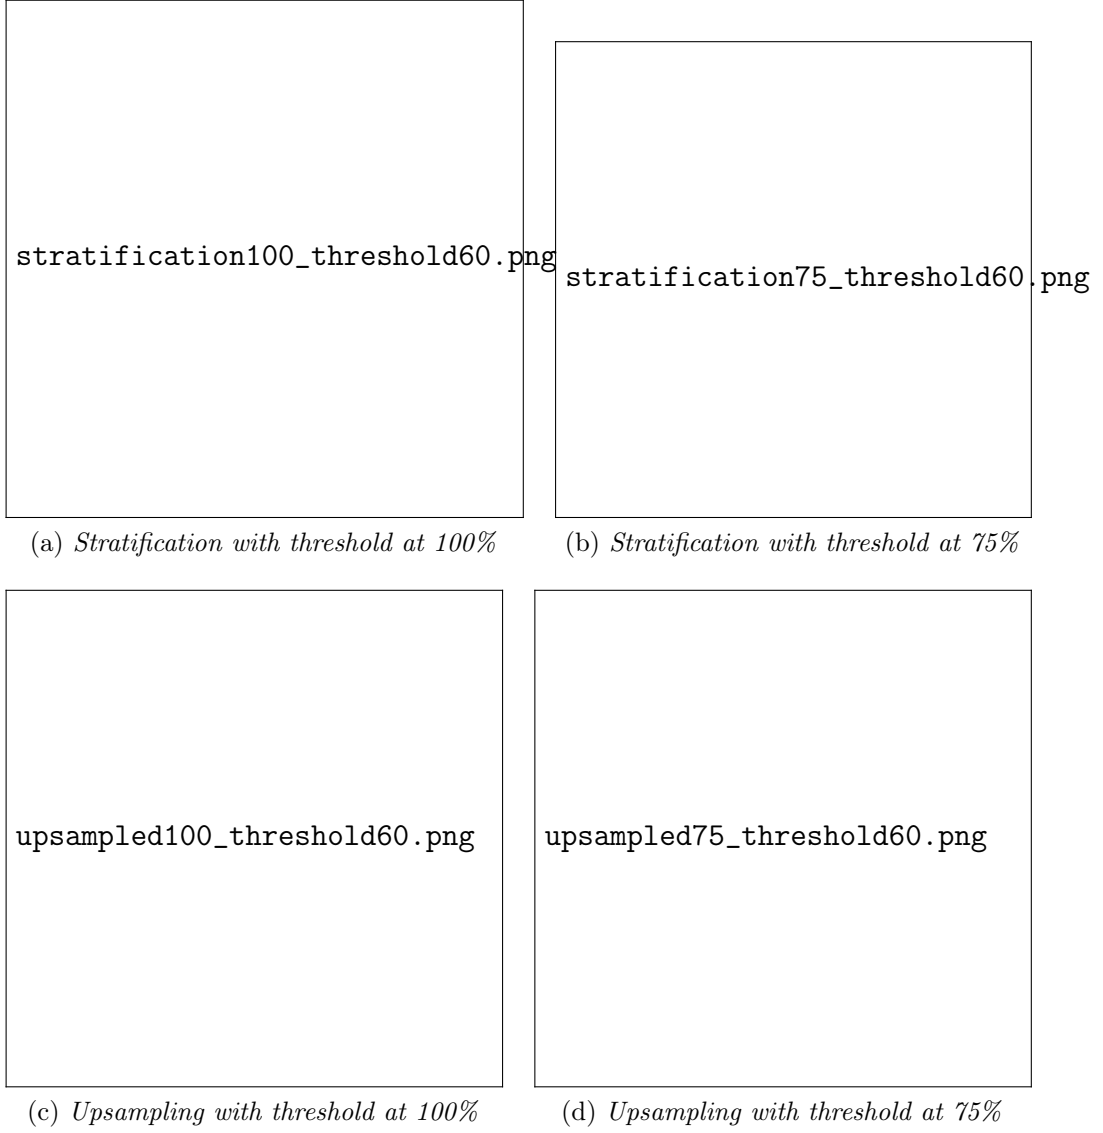 stratification100_threshold60.png
stratification75_threshold60.png
(a) Stratification with threshold at 100%
(b) Stratification with threshold at 75%
upsampled100_threshold60.png
upsampled75_threshold60.png
(c) Upsampling with threshold at 100%
(d) Upsampling with threshold at 75%